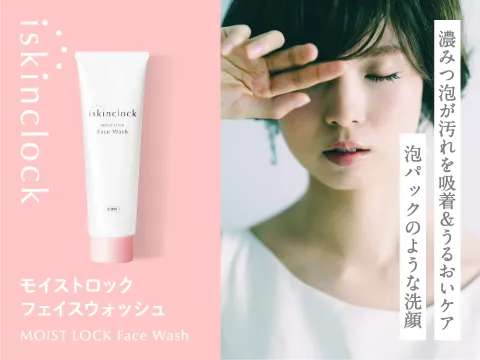 iskinclock
iskinclock
MOIST LOCK
Face Wash
モイストロック
フェイスウォッシュ
MOIST LOCK Face Wash
濃みつ泡が汚れを吸着&うるおいケア
泡パックのような洗顔